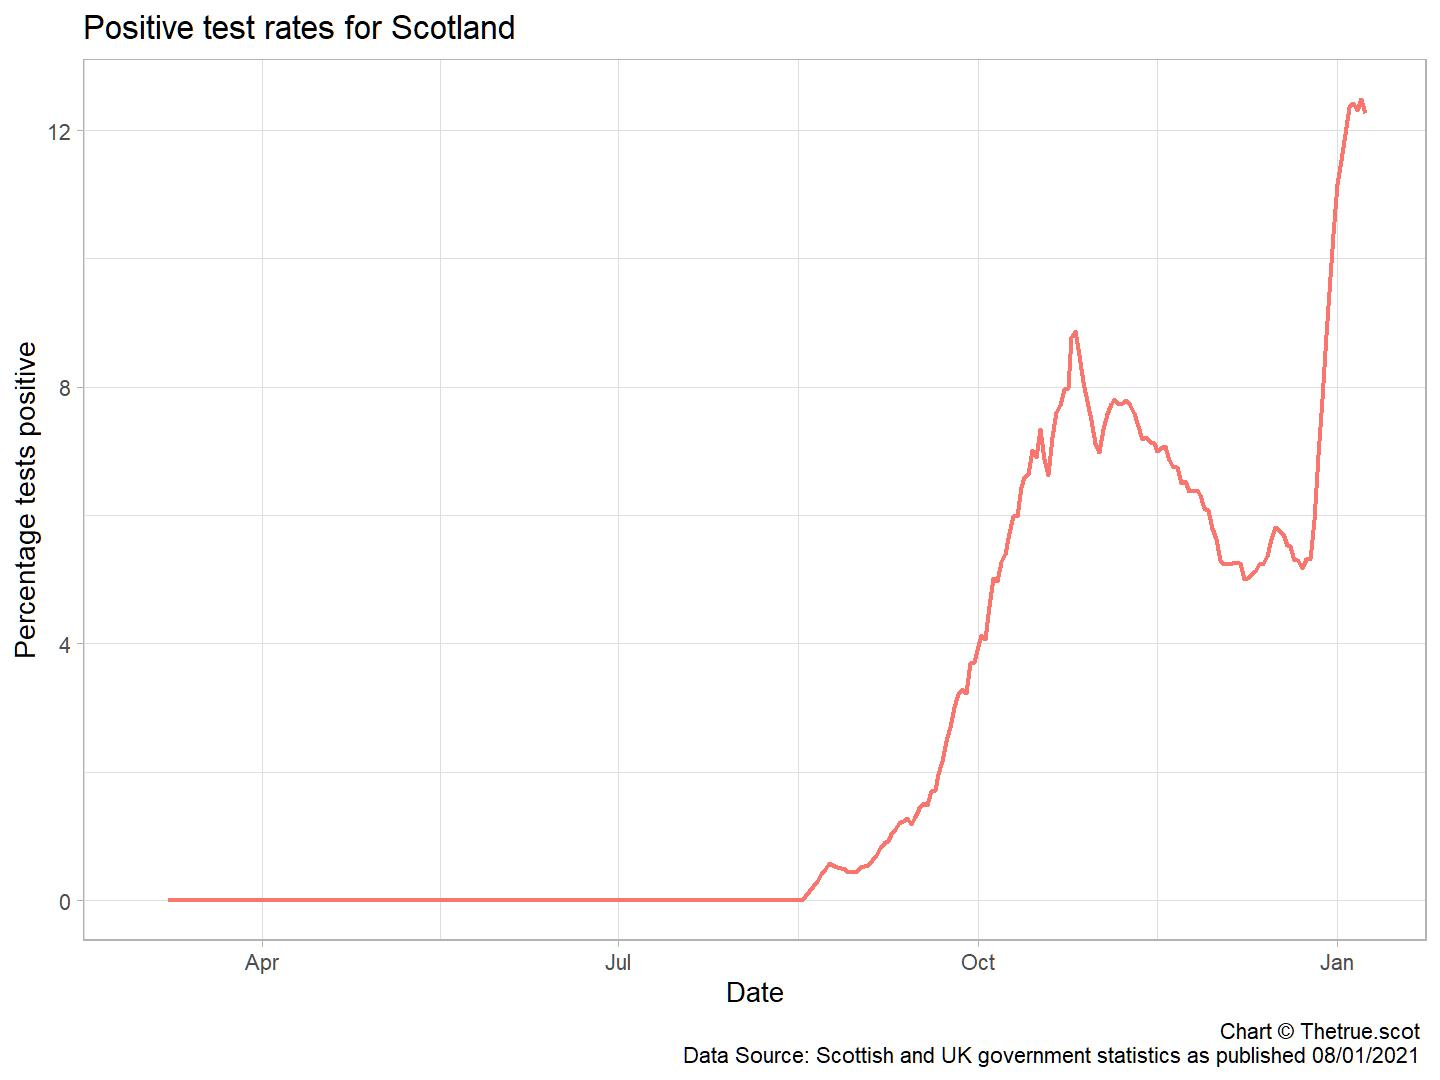 Positive test rates for Scotland
Percentage tests positive
12
8
4
0
Apr
Jul
Oct
Jan
Date
Chart © Thetrue.scot
Data Source: Scottish and UK government statistics as published 08/01/2021